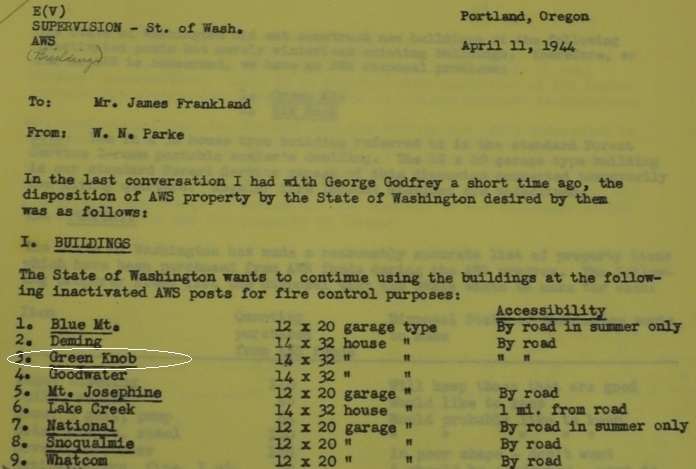 E(V)
SUPERVISION - St. of Wash.
AWS
(Buildings)
Portland, Oregon
April 11, 1944
To: Mr. James Frankland
From: W. N. Parke
In the last conversation I had with George Godfrey a short time ago, the
disposition of AWS property by the State of Washington desired by them
was as follows:
I. BUILDINGS
The State of Washington wants to continue using the buildings at the follow-
ing inactivated AWS posts for fire control purposes:
Accessibility
1. Blue Mt. 12 x 20 garage type By road in summer only
2. Deming 14 x 32 house " By road
3. Green Knob 14 x 32 " " " "
4. Goodwater 14 x 32 " "
5. Mt. Josephine 12 x 20 garage " By road
6. Lake Creek 14 x 32 house " 1 mi. from road
7. National 12 x 20 garage " By road in summer only
8. Snoqualmie 12 x 20 " " By road
9. Whatcom 12 x 20 " " By road